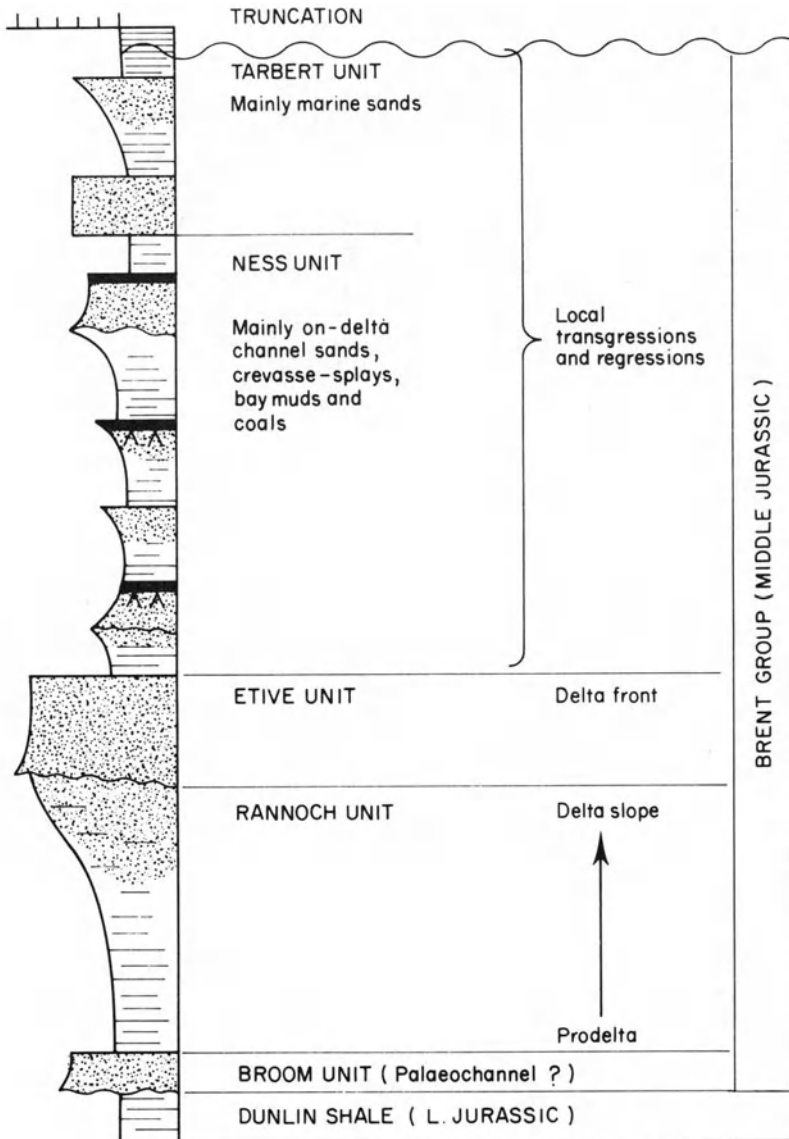 TRUNCATION
TARBERT UNIT
Mainly marine sands
NESS UNIT
Mainly on-delta
channel sands,
crevasse-splays,
bay muds and
coals
Local
transgressions
and regressions
ETIVE UNIT
Delta front
RANNOCH UNIT
Delta slope
Prodelta
BROOM UNIT ( Palaeochannel ? )
DUNLIN SHALE ( L. JURASSIC )
BRENT GROUP ( MIDDLE JURASSIC )